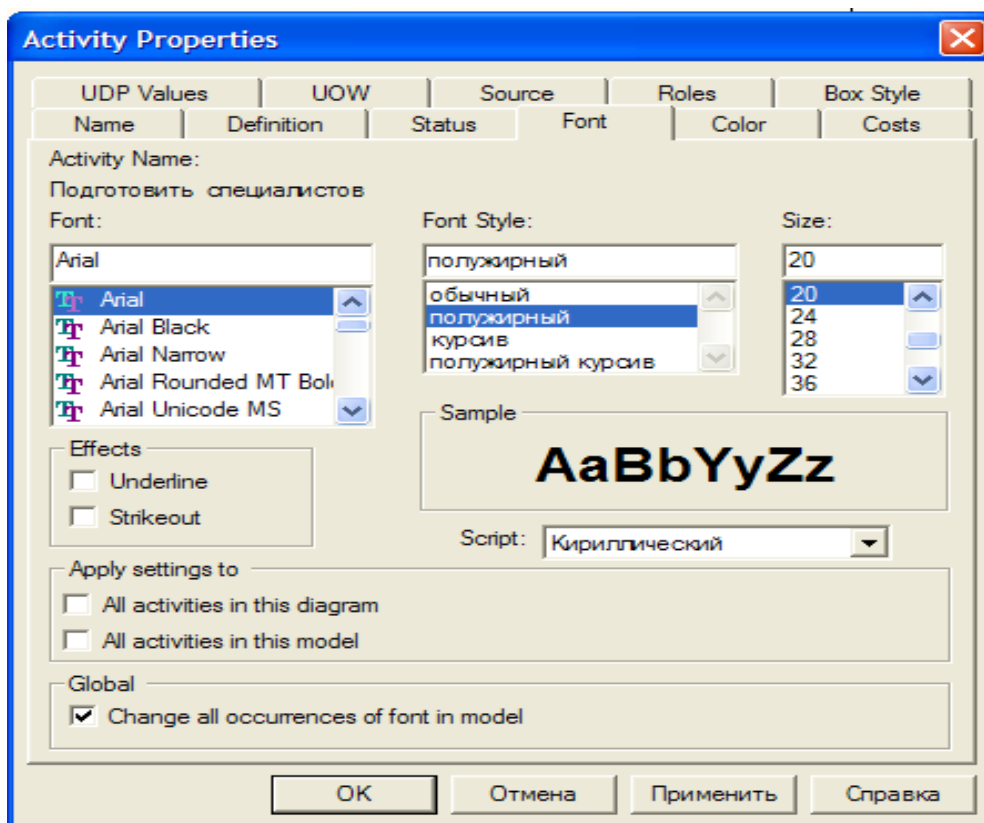 Activity Properties
UDP Values UOW Source Roles Box Style
Name Definition Status Font Color Costs
Activity Name:
Подготовить специалистов
Font: Font Style: Size:
Arial полужирный 20
Arial обычный 20
Arial Black полужирный 24
Arial Narrow курсив 28
Arial Rounded MT Bol полужирный курсив 32
Arial Unicode MS 36
Sample
AaBbYyZz
Effects
Underline
Strikeout
Script: Кириллический
Apply settings to
All activities in this diagram
All activities in this model
Global
Change all occurrences of font in model
OK Отмена Применить Справка